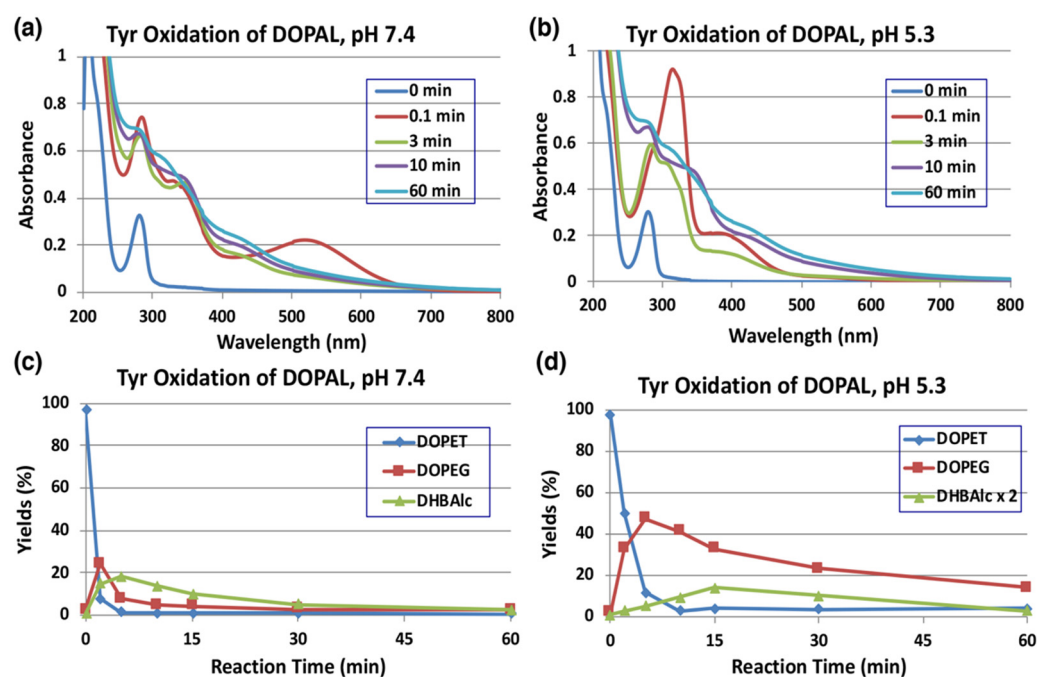 (a)
Tyr Oxidation of DOPAL, pH 7.4
Absorbance
1
0.8
0.6
0.4
0.2
0
200 300 400 500 600 700 800
Wavelength (nm)
0 min
0.1 min
3 min
10 min
60 min
(b)
Tyr Oxidation of DOPAL, pH 5.3
Absorbance
1
0.8
0.6
0.4
0.2
0
200 300 400 500 600 700 800
Wavelength (nm)
0 min
0.1 min
3 min
10 min
60 min
(c)
Tyr Oxidation of DOPAL, pH 7.4
Yields (%)
100
80
60
40
20
0
0 15 30 45 60
Reaction Time (min)
DOPET
DOPEG
DHBAlc
(d)
Tyr Oxidation of DOPAL, pH 5.3
Yields (%)
100
80
60
40
20
0
0 15 30 45 60
Reaction Time (min)
DOPET
DOPEG
DHBAlc x 2